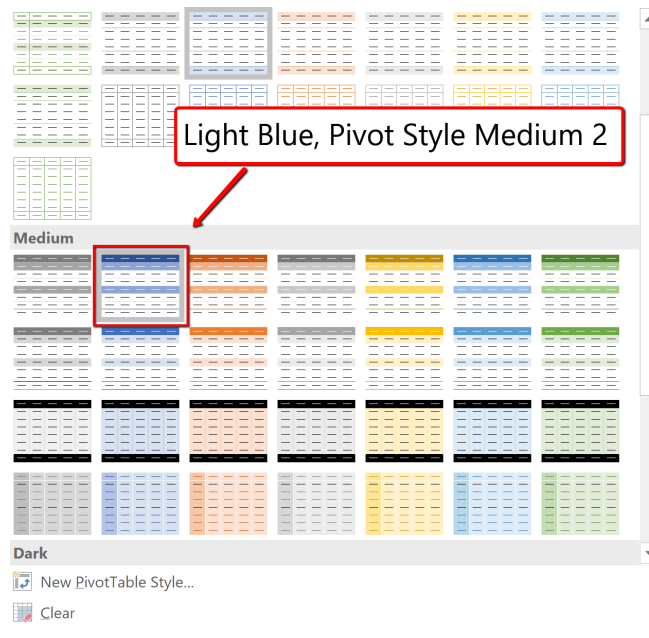 Light Blue, Pivot Style Medium 2
Medium
Dark
New PivotTable Style...
Clear